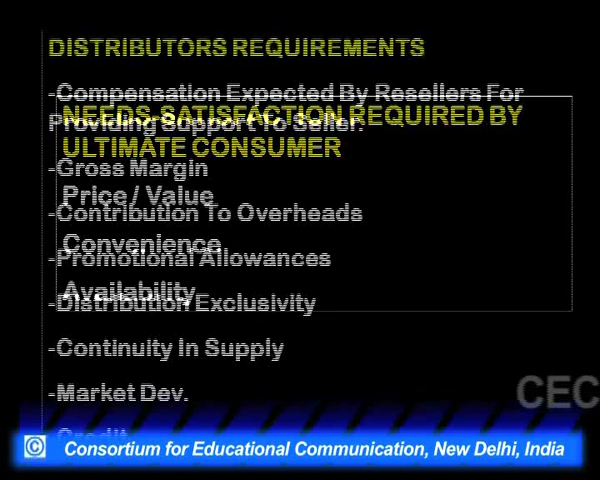 DISTRIBUTORS REQUIREMENTS
-Compensation Expected By Resellers For
Providing Support To Seller.
-Gross Margin
-Contribution To Overheads
-Promotional Allowances
-Distribution Exclusivity
-Continuity In Supply
-Market Dev.
-Credit
NEEDS-SATISFACTION REQUIRED BY
ULTIMATE CONSUMER
Price / Value
Convenience
Availability
CEC
© Consortium for Educational Communication, New Delhi, India